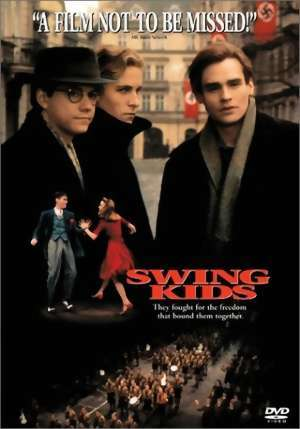 "A FILM NOT TO BE MISSED!"
SWING
KIDS
They fought for the freedom
that bound them together.
DVD
VIDEO